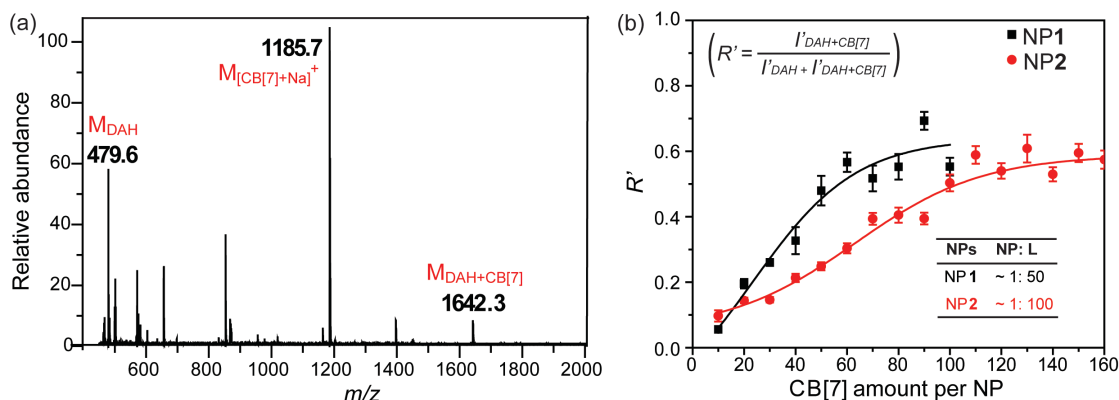 (a)
100
80
60
40
20
0
Relative abundance
1185.7
M[CB[7]+Na]+
MDAH
479.6
MDAH+CB[7]
1642.3
600 800 1000 1200 1400 1600 1800 2000
m/z
(b)
1.0
0.8
0.6
0.4
0.2
0.0
R'
(R' = I'DAH+CB[7] / I'DAH + I'DAH+CB[7])
NP1
NP2
NPs NP: L
NP1 ~ 1: 50
NP2 ~ 1: 100
20 40 60 80 100 120 140 160
CB[7] amount per NP